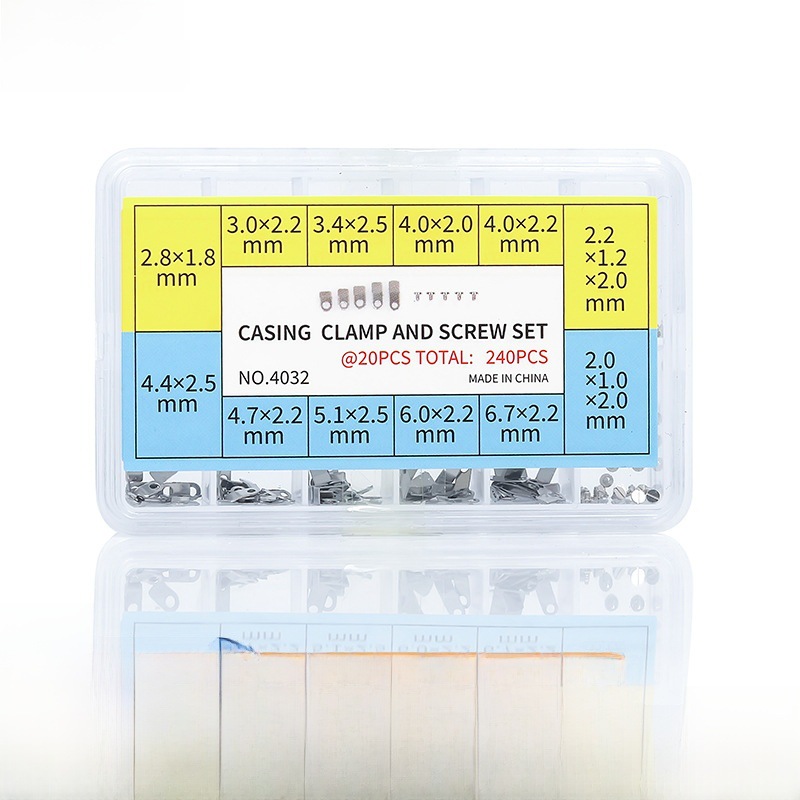 2.8×1.8
mm
3.0×2.2
mm
3.4×2.5
mm
4.0×2.0
mm
4.0×2.2
mm
2.2
×1.2
×2.0
mm
CASING CLAMP AND SCREW SET
@20PCS TOTAL: 240PCS
NO.4032
MADE IN CHINA
4.4×2.5
mm
4.7×2.2
mm
5.1×2.5
mm
6.0×2.2
mm
6.7×2.2
mm
2.0
×1.0
×2.0
mm